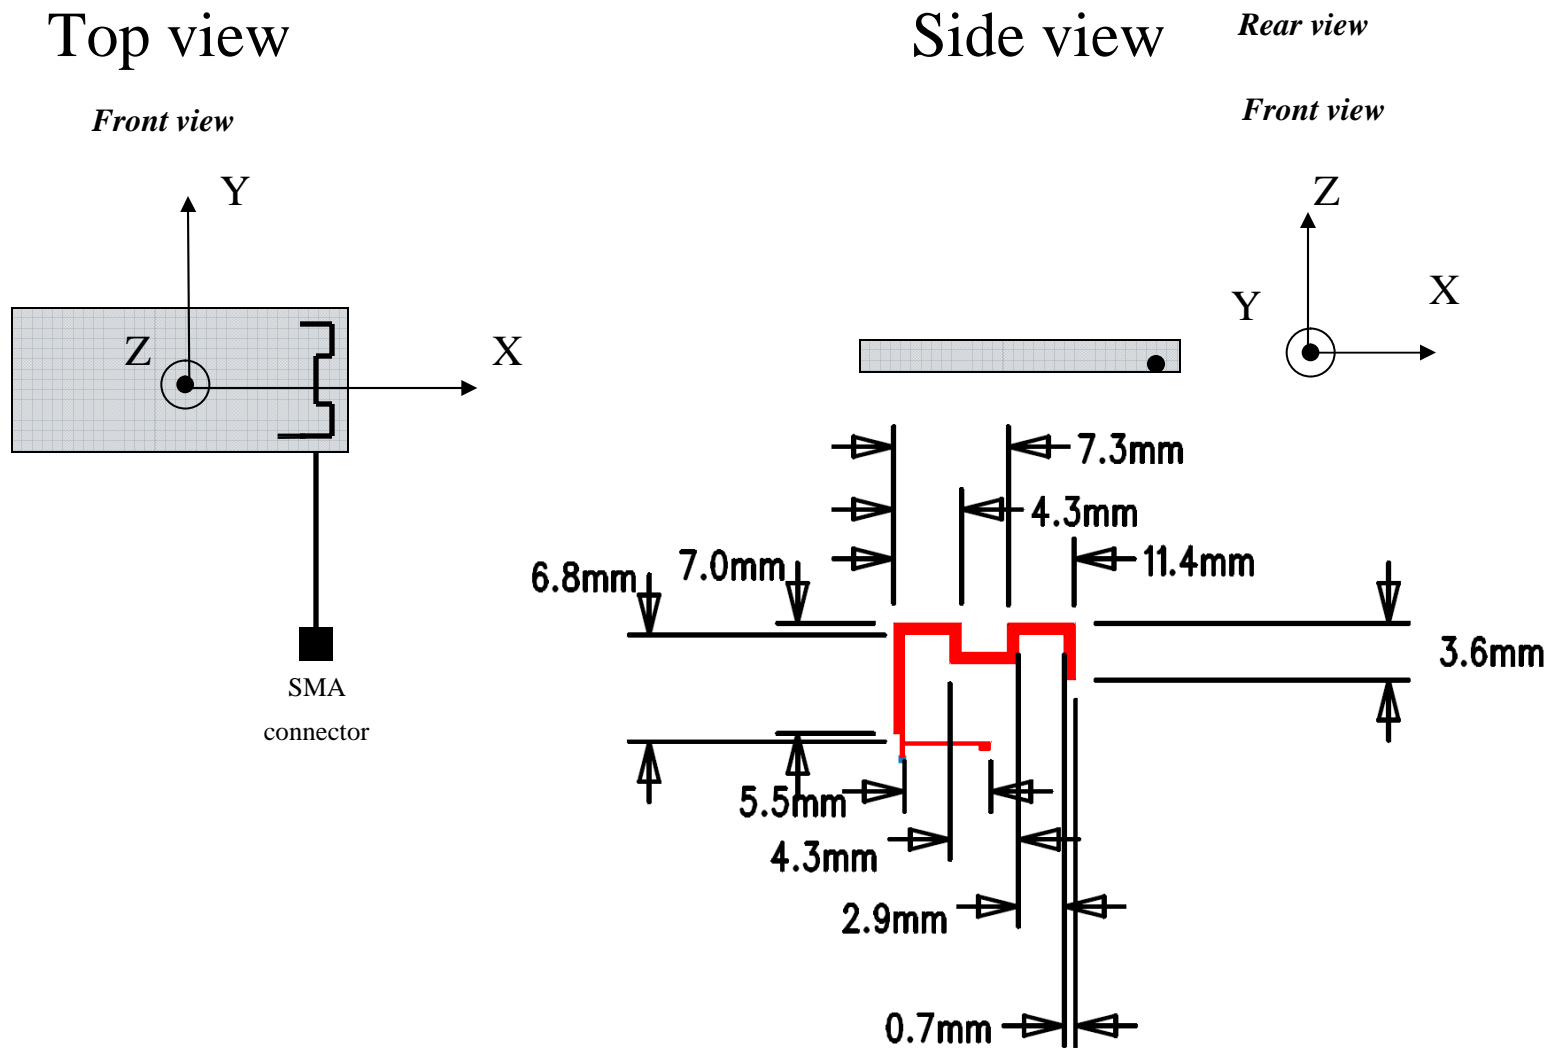 Top view
Side view
Rear view
Front view
Front view
Y
Z
X
SMA
connector
Z
Y
X
7.3mm
4.3mm
11.4mm
7.0mm
6.8mm
3.6mm
5.5mm
4.3mm
2.9mm
0.7mm